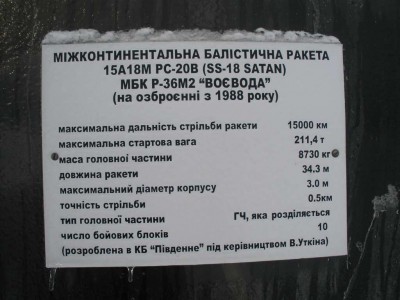 МІЖКОНТИНЕНТАЛЬНА БАЛІСТИЧНА РАКЕТА
15А18М РС-20В (SS-18 SATAN)
МБК Р-36М2 “ВОЄВОДА”
(на озброєнні з 1988 року)
максимальна дальність стрільби ракети 15000 км
максимальна стартова вага 211,4 т
маса головної частини 8730 кг
довжина ракети 34.3 м
максимальний діаметр корпусу 3.0 м
точність стрільби 0.5км
тип головної частини ГЧ, яка розділяється
число бойових блоків 10
(розроблена в КБ “Південне” під керівництвом В.Уткіна)